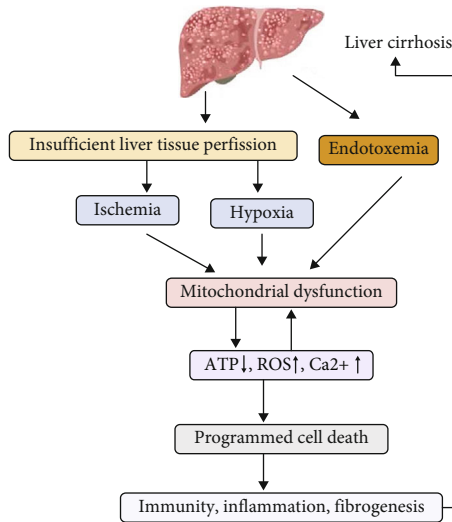 Liver cirrhosis
Insufficient liver tissue perfission
Endotoxemia
Ischemia
Hypoxia
Mitochondrial dysfunction
ATP↓, ROS↑, Ca2+ ↑
Programmed cell death
Immunity, inflammation, fibrogenesis